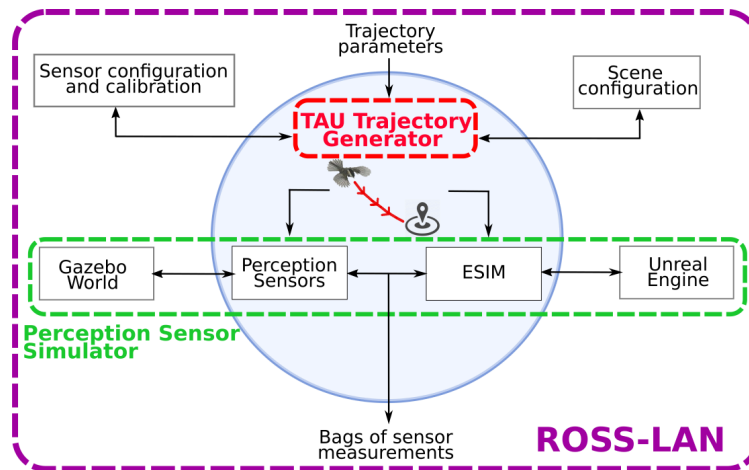 Trajectory
parameters
Sensor configuration
and calibration
Scene
configuration
TAU Trajectory
Generator
Gazebo
World
Perception
Sensors
ESIM
Unreal
Engine
Perception Sensor
Simulator
Bags of sensor
measurements
ROSS-LAN